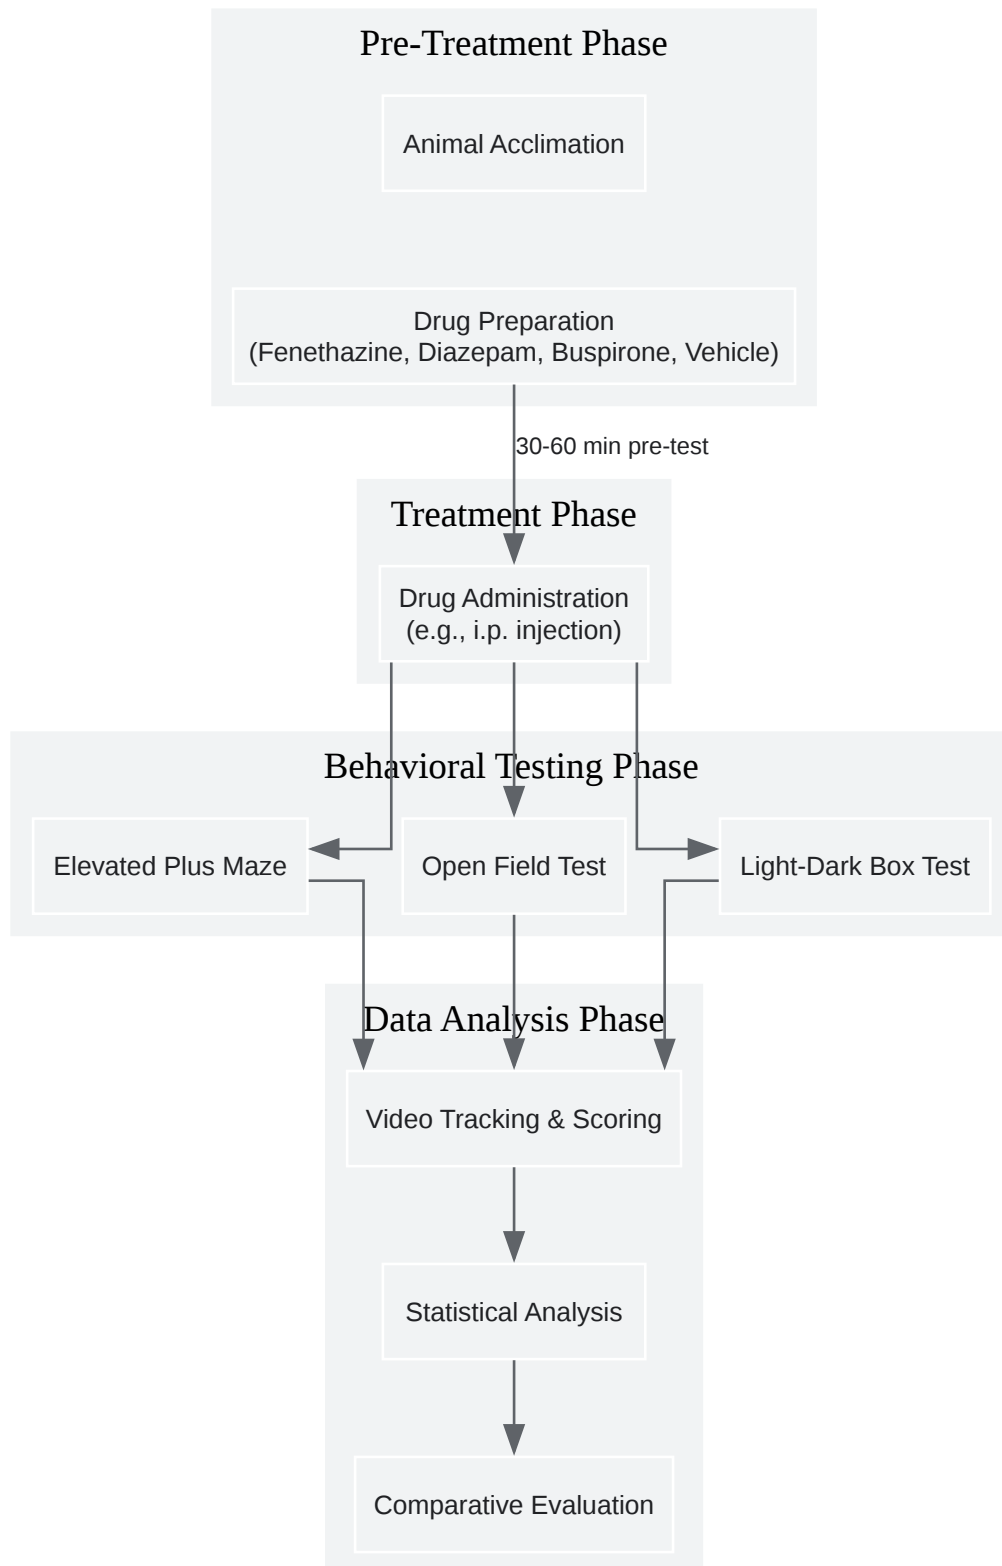 Pre-Treatment Phase
Animal Acclimation
Drug Preparation
(Fenethazine, Diazepam, Buspirone, Vehicle)
30-60 min pre-test
Treatment Phase
Drug Administration
(e.g., i.p. injection)
Behavioral Testing Phase
Elevated Plus Maze
Open Field Test
Light-Dark Box Test
Data Analysis Phase
Video Tracking & Scoring
Statistical Analysis
Comparative Evaluation